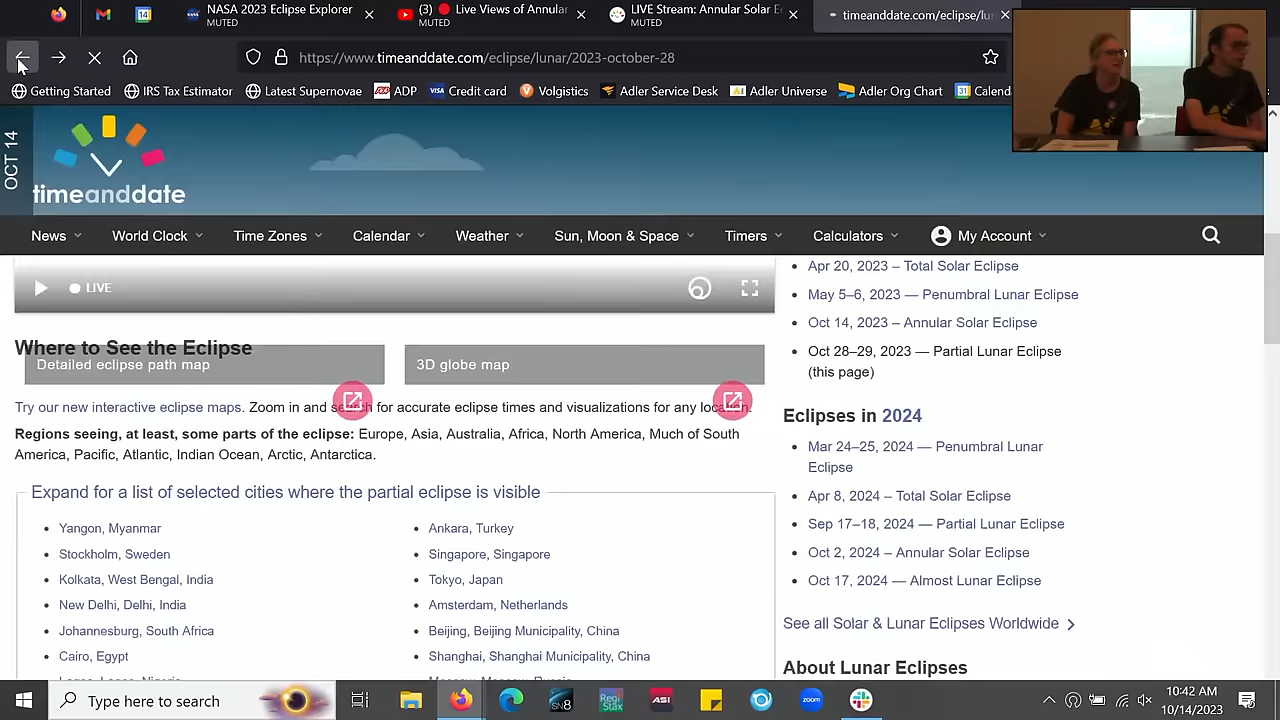 NASA 2023 Eclipse Explorer
MUTED
(3) Live Views of Annular
MUTED
LIVE Stream: Annular Solar E
MUTED
timeanddate.com/eclipse/lu
https://www.timeanddate.com/eclipse/lunar/2023-october-28
Getting Started
IRS Tax Estimator
Latest Supernovae
ADP
Credit card
Volgistics
Adler Service Desk
Adler Universe
Adler Org Chart
Calend
OCT 14
timeanddate
News
World Clock
Time Zones
Calendar
Weather
Sun, Moon & Space
Timers
Calculators
My Account
LIVE
Where to See the Eclipse
Detailed eclipse path map
3D globe map
Try our new interactive eclipse maps. Zoom in and search for accurate eclipse times and visualizations for any location.
Regions seeing, at least, some parts of the eclipse: Europe, Asia, Australia, Africa, North America, Much of South
America, Pacific, Atlantic, Indian Ocean, Arctic, Antarctica.
Expand for a list of selected cities where the partial eclipse is visible
Yangon, Myanmar
Stockholm, Sweden
Kolkata, West Bengal, India
New Delhi, Delhi, India
Johannesburg, South Africa
Cairo, Egypt
Ankara, Turkey
Singapore, Singapore
Tokyo, Japan
Amsterdam, Netherlands
Beijing, Beijing Municipality, China
Shanghai, Shanghai Municipality, China
Apr 20, 2023 – Total Solar Eclipse
May 5–6, 2023 — Penumbral Lunar Eclipse
Oct 14, 2023 – Annular Solar Eclipse
Oct 28–29, 2023 — Partial Lunar Eclipse
(this page)
Eclipses in 2024
Mar 24–25, 2024 — Penumbral Lunar
Eclipse
Apr 8, 2024 – Total Solar Eclipse
Sep 17–18, 2024 — Partial Lunar Eclipse
Oct 2, 2024 – Annular Solar Eclipse
Oct 17, 2024 — Almost Lunar Eclipse
See all Solar & Lunar Eclipses Worldwide
About Lunar Eclipses
Type here to search
10:42 AM
10/14/2023